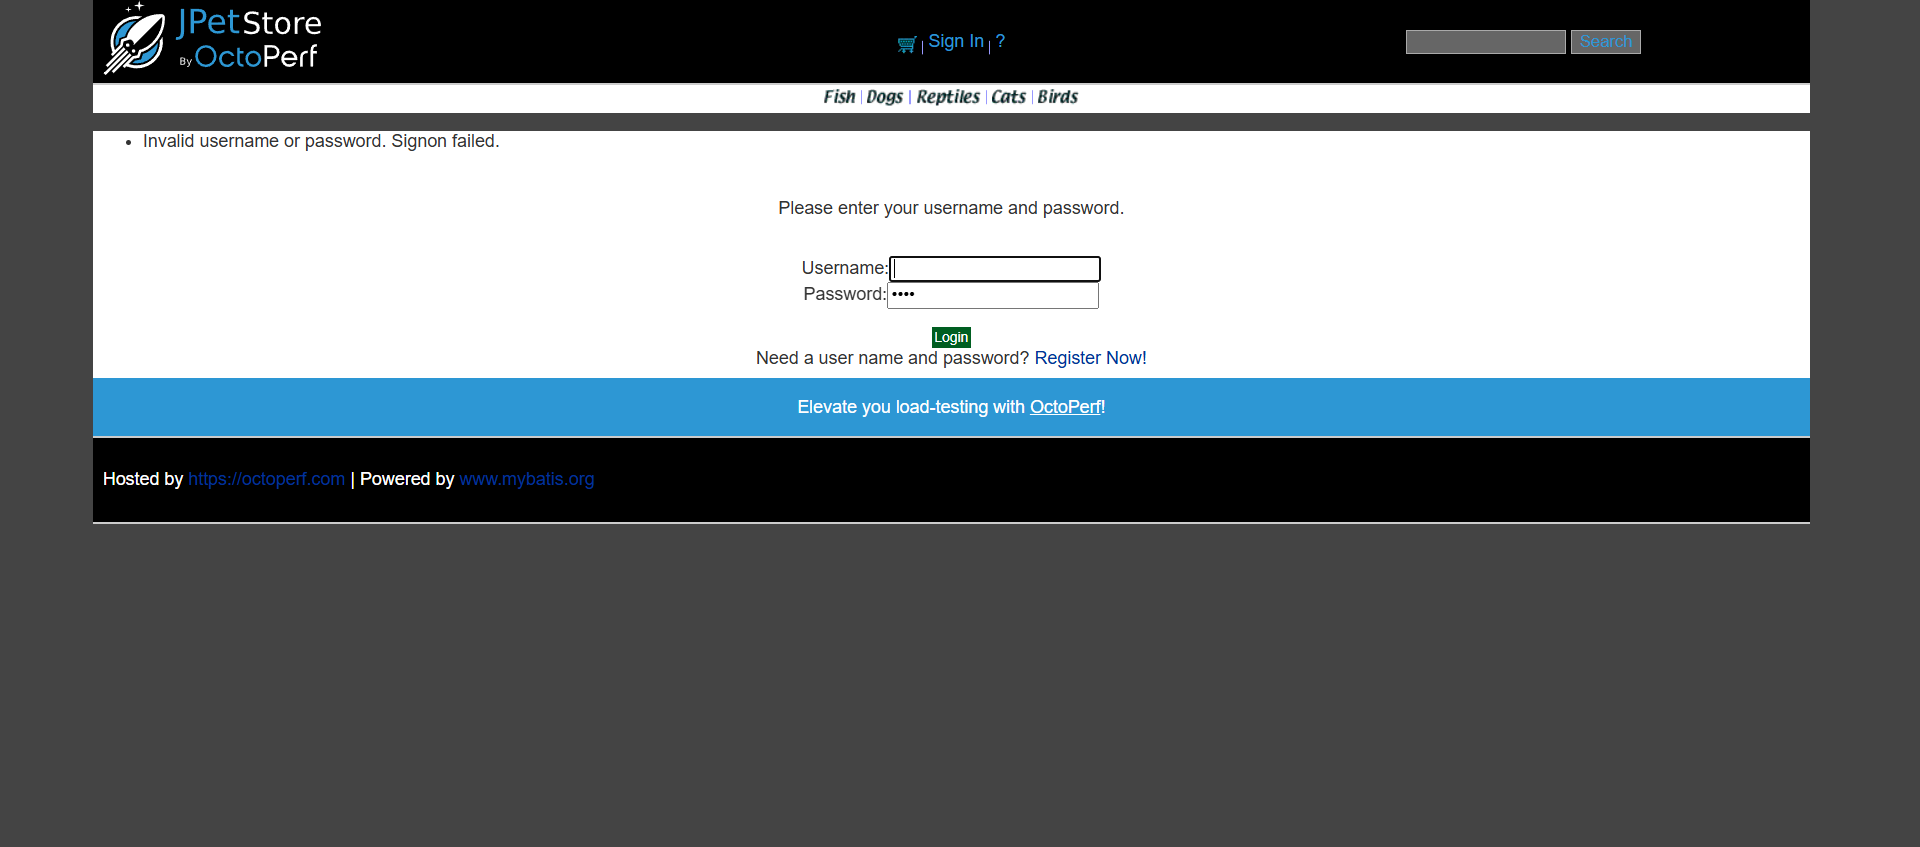 JPetStore
By OctoPerf
| Sign In | ?
Search
Fish | Dogs | Reptiles | Cats | Birds
• Invalid username or password. Signon failed.
Please enter your username and password.
Username:
Password:••••
Login
Need a user name and password? Register Now!
Elevate you load-testing with OctoPerf!
Hosted by https://octoperf.com | Powered by www.mybatis.org